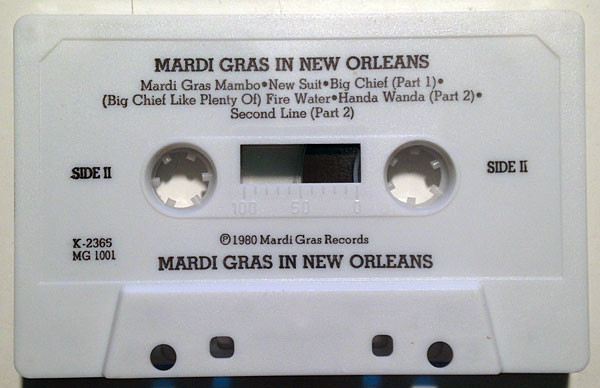 MARDI GRAS IN NEW ORLEANS
Mardi Gras Mambo•New Suit•Big Chief (Part 1)•
(Big Chief Like Plenty Of) Fire Water•Handa Wanda (Part 2)•
Second Line (Part 2)
SIDE II
SIDE II
100 50 0
K-2365
MG 1001
℗1980 Mardi Gras Records
MARDI GRAS IN NEW ORLEANS